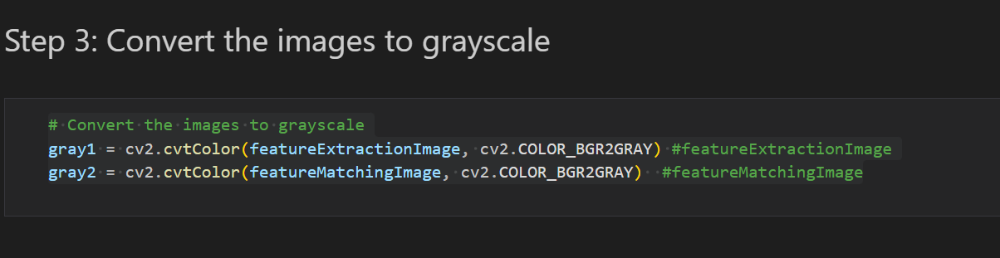 Step 3: Convert the images to grayscale
# Convert the images to grayscale
gray1 = cv2.cvtColor(featureExtractionImage, cv2.COLOR_BGR2GRAY) #featureExtractionImage
gray2 = cv2.cvtColor(featureMatchingImage, cv2.COLOR_BGR2GRAY)  #featureMatchingImage